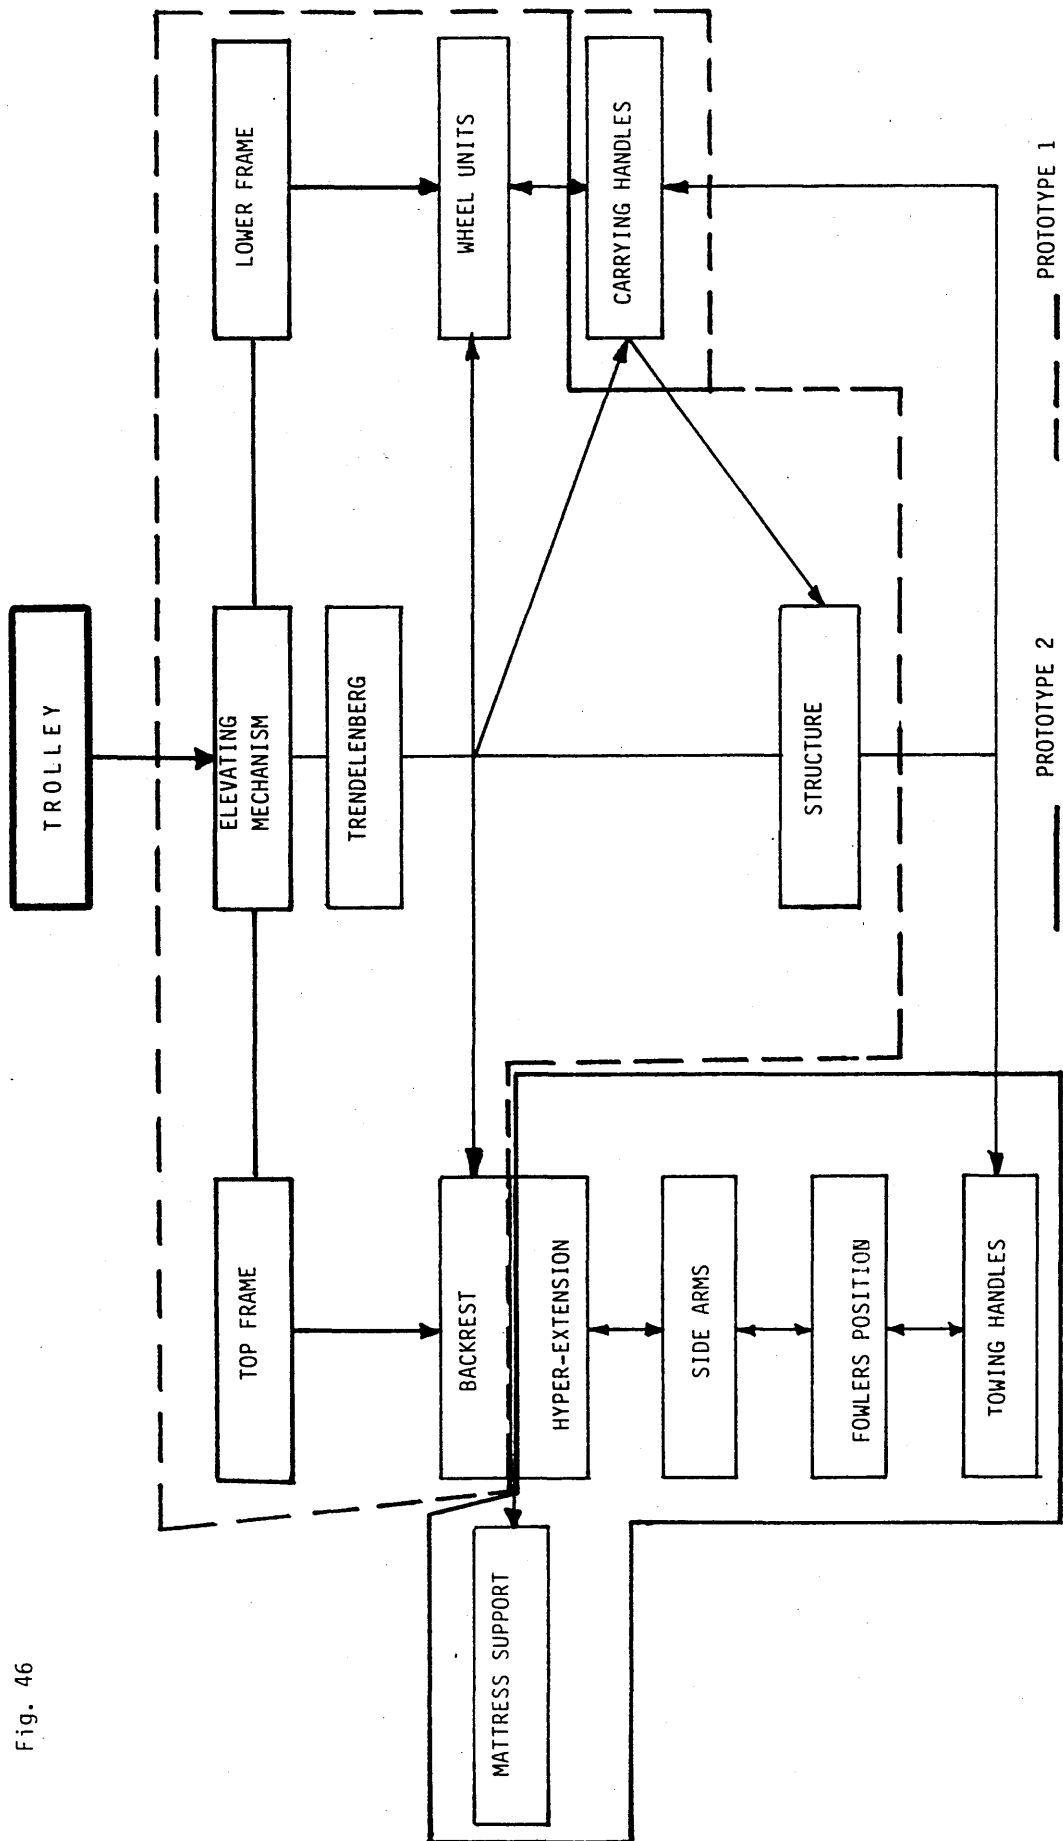 Fig. 46
TROLLEY
TOP FRAME
ELEVATING
MECHANISM
LOWER FRAME
TRENDELENBERG
MATTRESS SUPPORT
BACKREST
HYPER-EXTENSION
WHEEL UNITS
CARRYING HANDLES
SIDE ARMS
STRUCTURE
FOWLERS POSITION
TOWING HANDLES
PROTOTYPE 2
PROTOTYPE 1